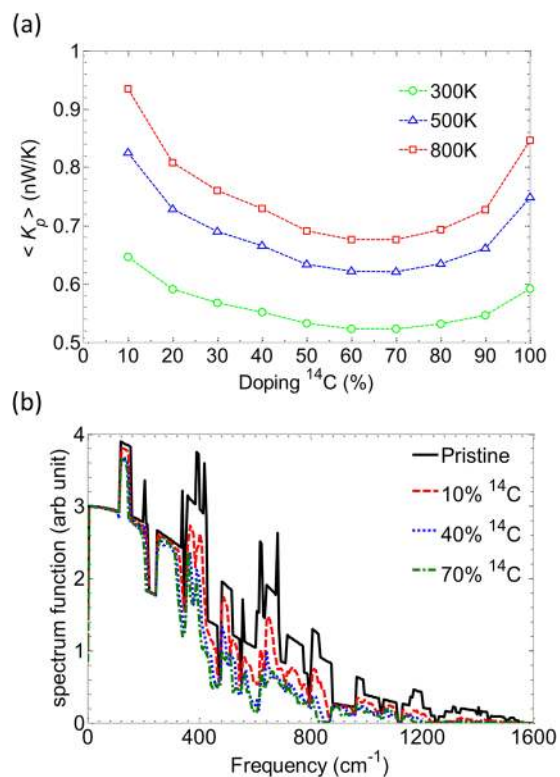 (a)
1
0.9
0.8
0.7
0.6
0.5
< Kp > (nW/K)
300K
500K
800K
0 10 20 30 40 50 60 70 80 90 100
Doping ¹⁴C (%)
(b)
4
3
2
1
0
spectrum function (arb unit)
Pristine
10% ¹⁴C
40% ¹⁴C
70% ¹⁴C
0 400 800 1200 1600
Frequency (cm⁻¹)